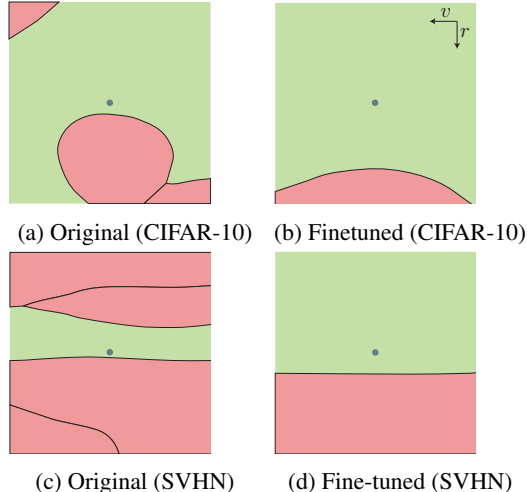 v
r
(a) Original (CIFAR-10) (b) Finetuned (CIFAR-10)
(c) Original (SVHN) (d) Fine-tuned (SVHN)